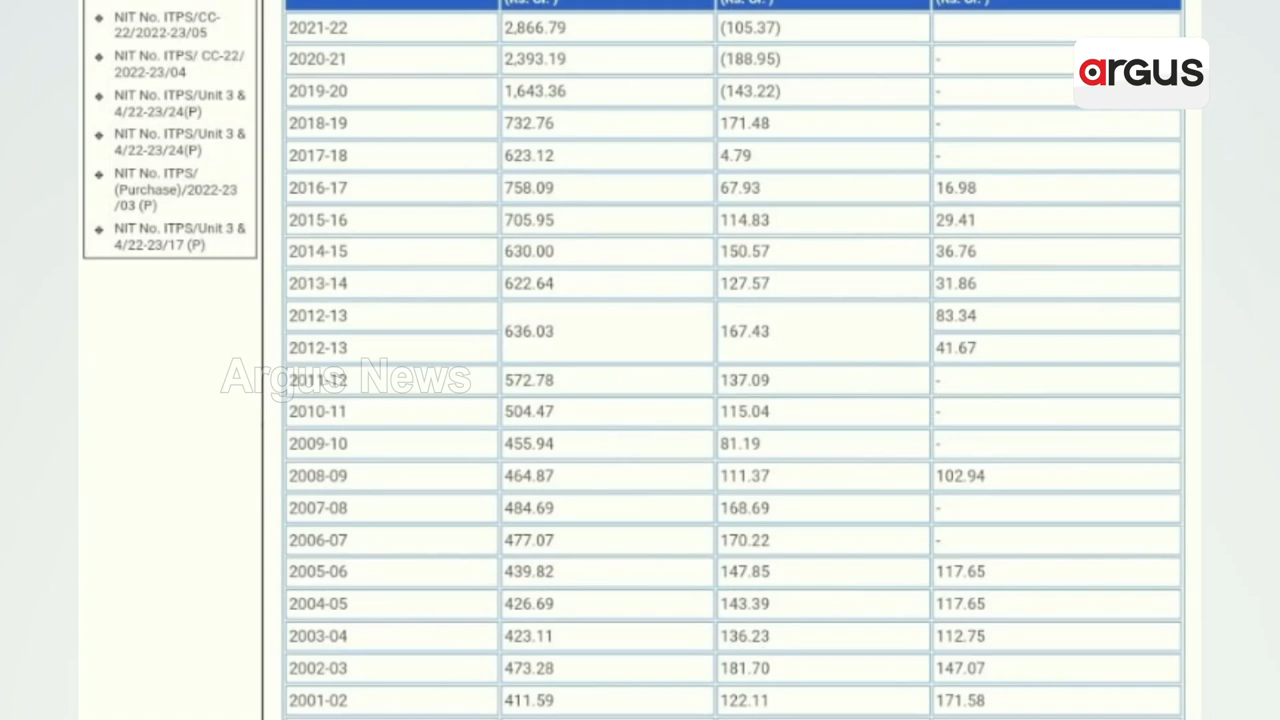 NIT No. ITPS/CC-
22/2022-23/05
NIT No. ITPS/ CC-22/
2022-23/04
NIT No. ITPS/Unit 3 &
4/22-23/24(P)
NIT No. ITPS/Unit 3 &
4/22-23/24(P)
NIT No. ITPS/
(Purchase)/2022-23
/03 (P)
NIT No. ITPS/Unit 3 &
4/22-23/17 (P)
(Rs. Cr. ) (Rs. Cr. ) (Rs. Cr. )
2021-22 2,866.79 (105.37)
2020-21 2,393.19 (188.95) -
2019-20 1,643.36 (143.22) -
2018-19 732.76 171.48 -
2017-18 623.12 4.79 -
2016-17 758.09 67.93 16.98
2015-16 705.95 114.83 29.41
2014-15 630.00 150.57 36.76
2013-14 622.64 127.57 31.86
2012-13 83.34
636.03 167.43
2012-13 41.67
2011-12 572.78 137.09 -
2010-11 504.47 115.04 -
2009-10 455.94 81.19 -
2008-09 464.87 111.37 102.94
2007-08 484.69 168.69 -
2006-07 477.07 170.22 -
2005-06 439.82 147.85 117.65
2004-05 426.69 143.39 117.65
2003-04 423.11 136.23 112.75
2002-03 473.28 181.70 147.07
2001-02 411.59 122.11 171.58
argus
Argus News